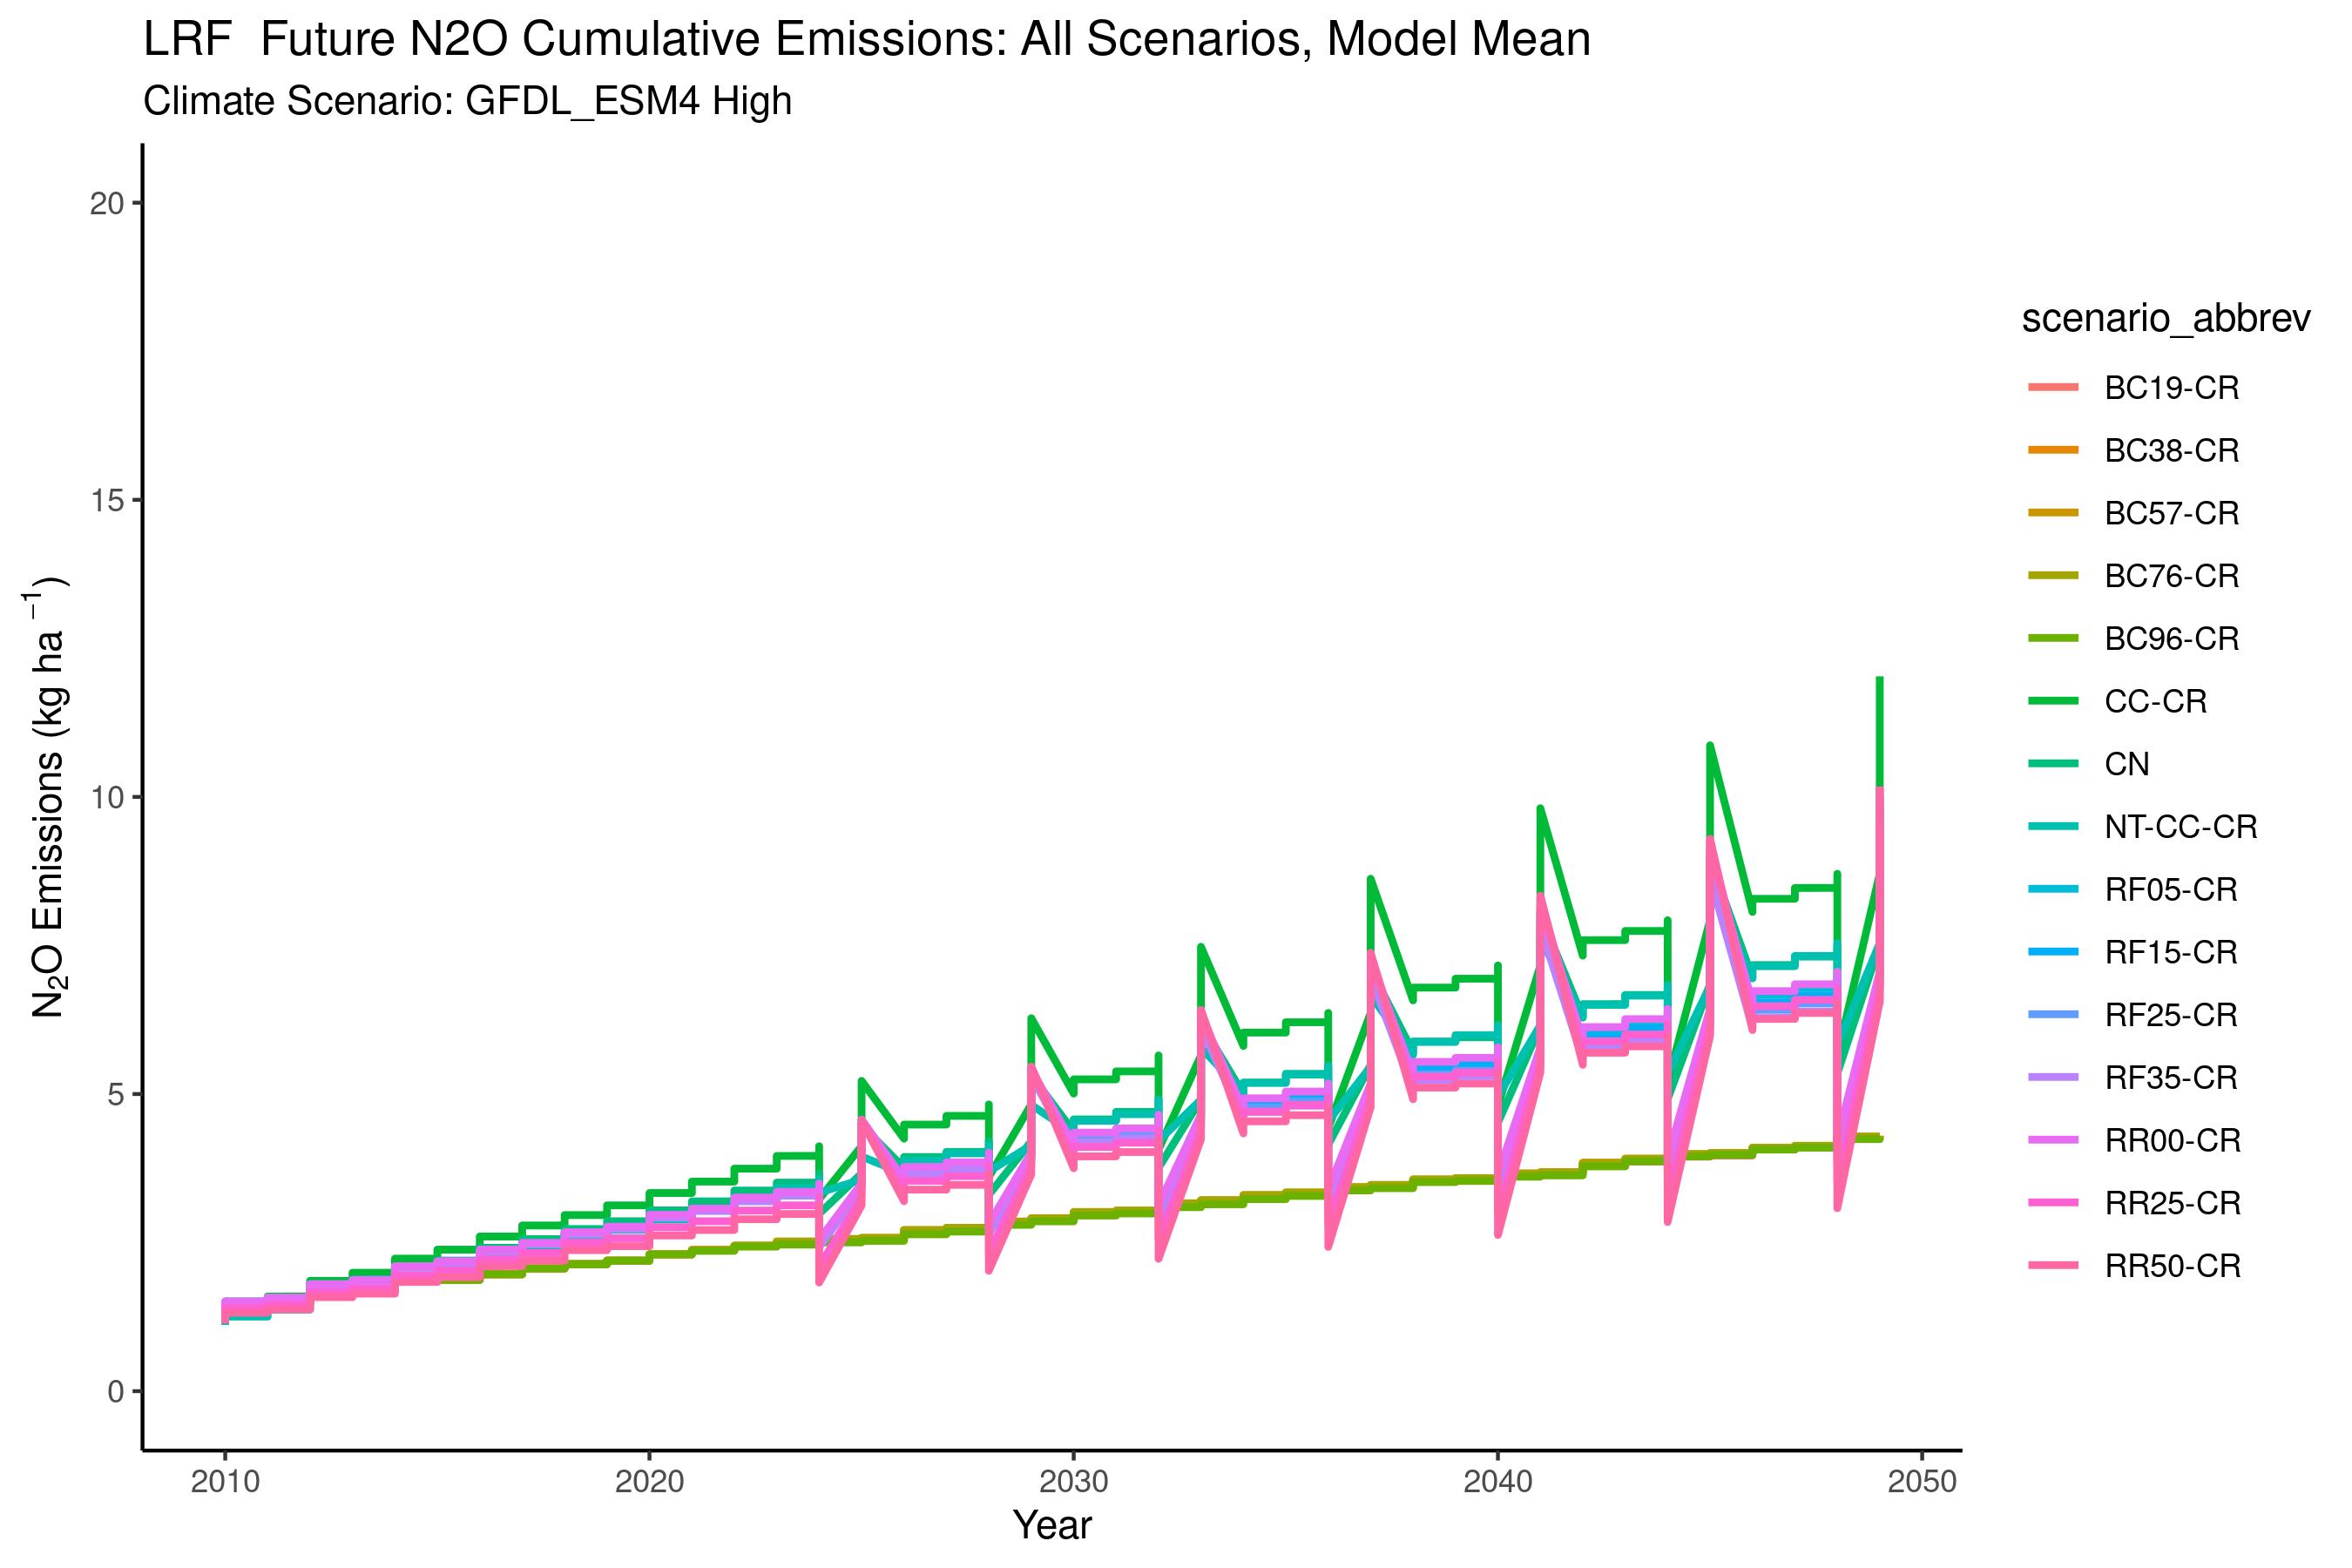 LRF  Future N2O Cumulative Emissions: All Scenarios, Model Mean
Climate Scenario: GFDL_ESM4 High
N₂O Emissions (kg ha ⁻¹)
20
15
10
5
0
2010
2020
2030
2040
2050
Year
scenario_abbrev
BC19-CR
BC38-CR
BC57-CR
BC76-CR
BC96-CR
CC-CR
CN
NT-CC-CR
RF05-CR
RF15-CR
RF25-CR
RF35-CR
RR00-CR
RR25-CR
RR50-CR